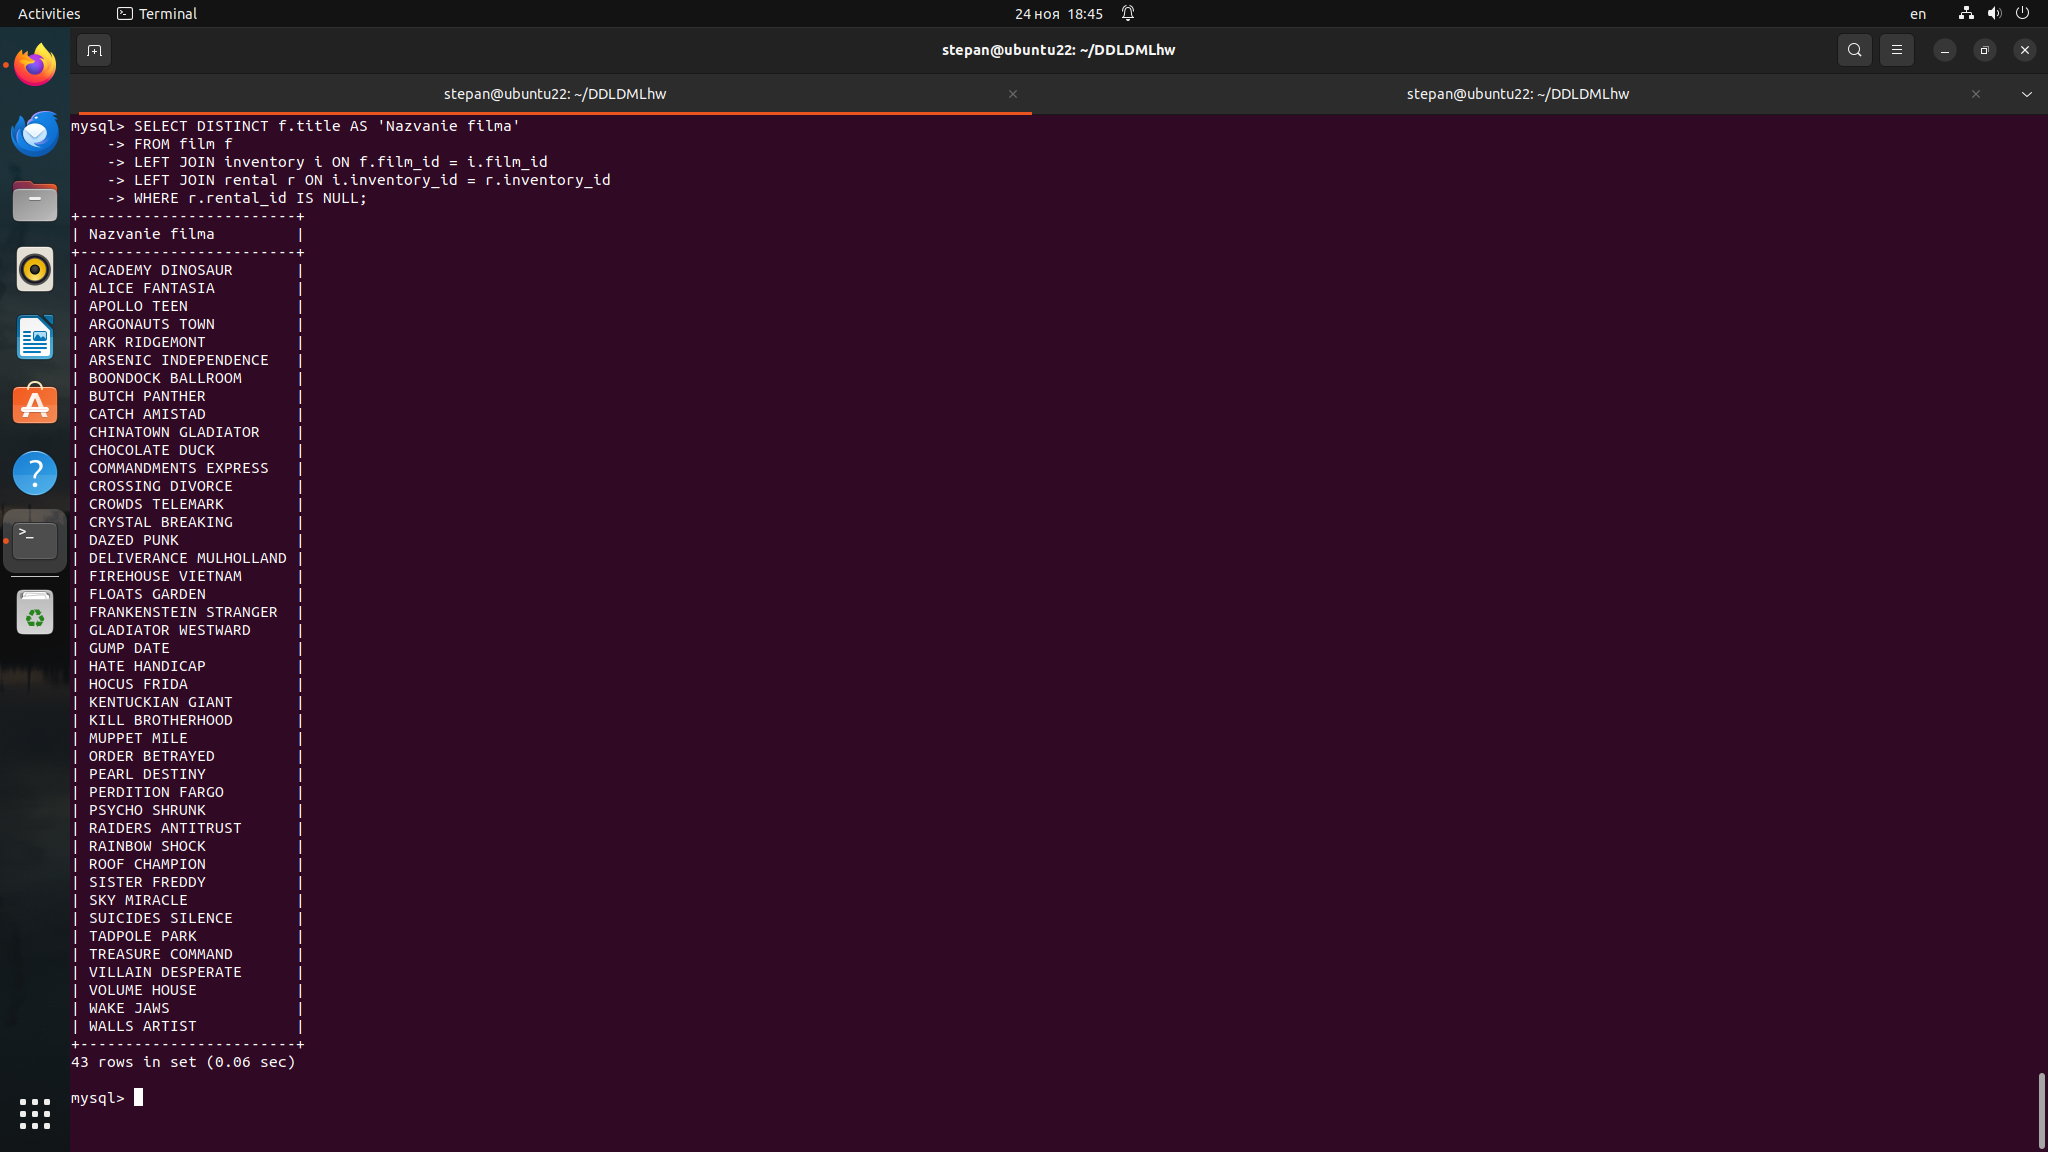 Activities
Terminal
24 ноя 18:45
en
stepan@ubuntu22: ~/DDLDMLhw
stepan@ubuntu22: ~/DDLDMLhw
stepan@ubuntu22: ~/DDLDMLhw
mysql> SELECT DISTINCT f.title AS 'Nazvanie filma'
    -> FROM film f
    -> LEFT JOIN inventory i ON f.film_id = i.film_id
    -> LEFT JOIN rental r ON i.inventory_id = r.inventory_id
    -> WHERE r.rental_id IS NULL;
+------------------------+
| Nazvanie filma         |
+------------------------+
| ACADEMY DINOSAUR       |
| ALICE FANTASIA         |
| APOLLO TEEN            |
| ARGONAUTS TOWN         |
| ARK RIDGEMONT          |
| ARSENIC INDEPENDENCE   |
| BOONDOCK BALLROOM      |
| BUTCH PANTHER          |
| CATCH AMISTAD          |
| CHINATOWN GLADIATOR    |
| CHOCOLATE DUCK         |
| COMMANDMENTS EXPRESS   |
| CROSSING DIVORCE       |
| CROWDS TELEMARK        |
| CRYSTAL BREAKING       |
| DAZED PUNK             |
| DELIVERANCE MULHOLLAND |
| FIREHOUSE VIETNAM      |
| FLOATS GARDEN          |
| FRANKENSTEIN STRANGER  |
| GLADIATOR WESTWARD     |
| GUMP DATE              |
| HATE HANDICAP          |
| HOCUS FRIDA            |
| KENTUCKIAN GIANT       |
| KILL BROTHERHOOD       |
| MUPPET MILE            |
| ORDER BETRAYED         |
| PEARL DESTINY          |
| PERDITION FARGO        |
| PSYCHO SHRUNK          |
| RAIDERS ANTITRUST      |
| RAINBOW SHOCK          |
| ROOF CHAMPION          |
| SISTER FREDDY          |
| SKY MIRACLE            |
| SUICIDES SILENCE       |
| TADPOLE PARK           |
| TREASURE COMMAND       |
| VILLAIN DESPERATE      |
| VOLUME HOUSE           |
| WAKE JAWS              |
| WALLS ARTIST           |
+------------------------+
43 rows in set (0.06 sec)
mysql>